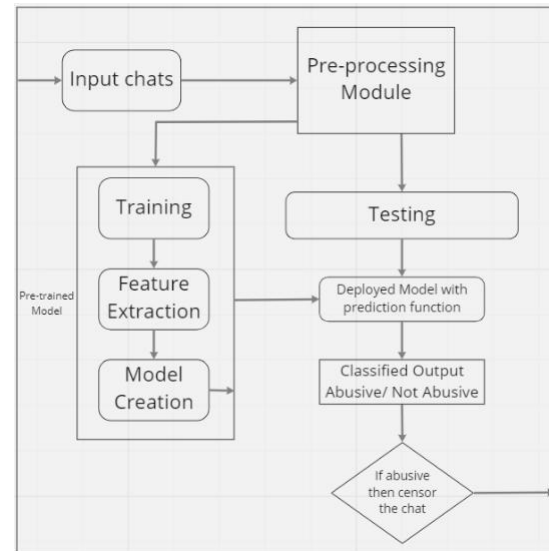 Input chats
Pre-processing
Module
Training
Testing
Feature
Extraction
Pre-trained
Model
Deployed Model with
prediction function
Model
Creation
Classified Output
Abusive/ Not Abusive
If abusive
then censor
the chat